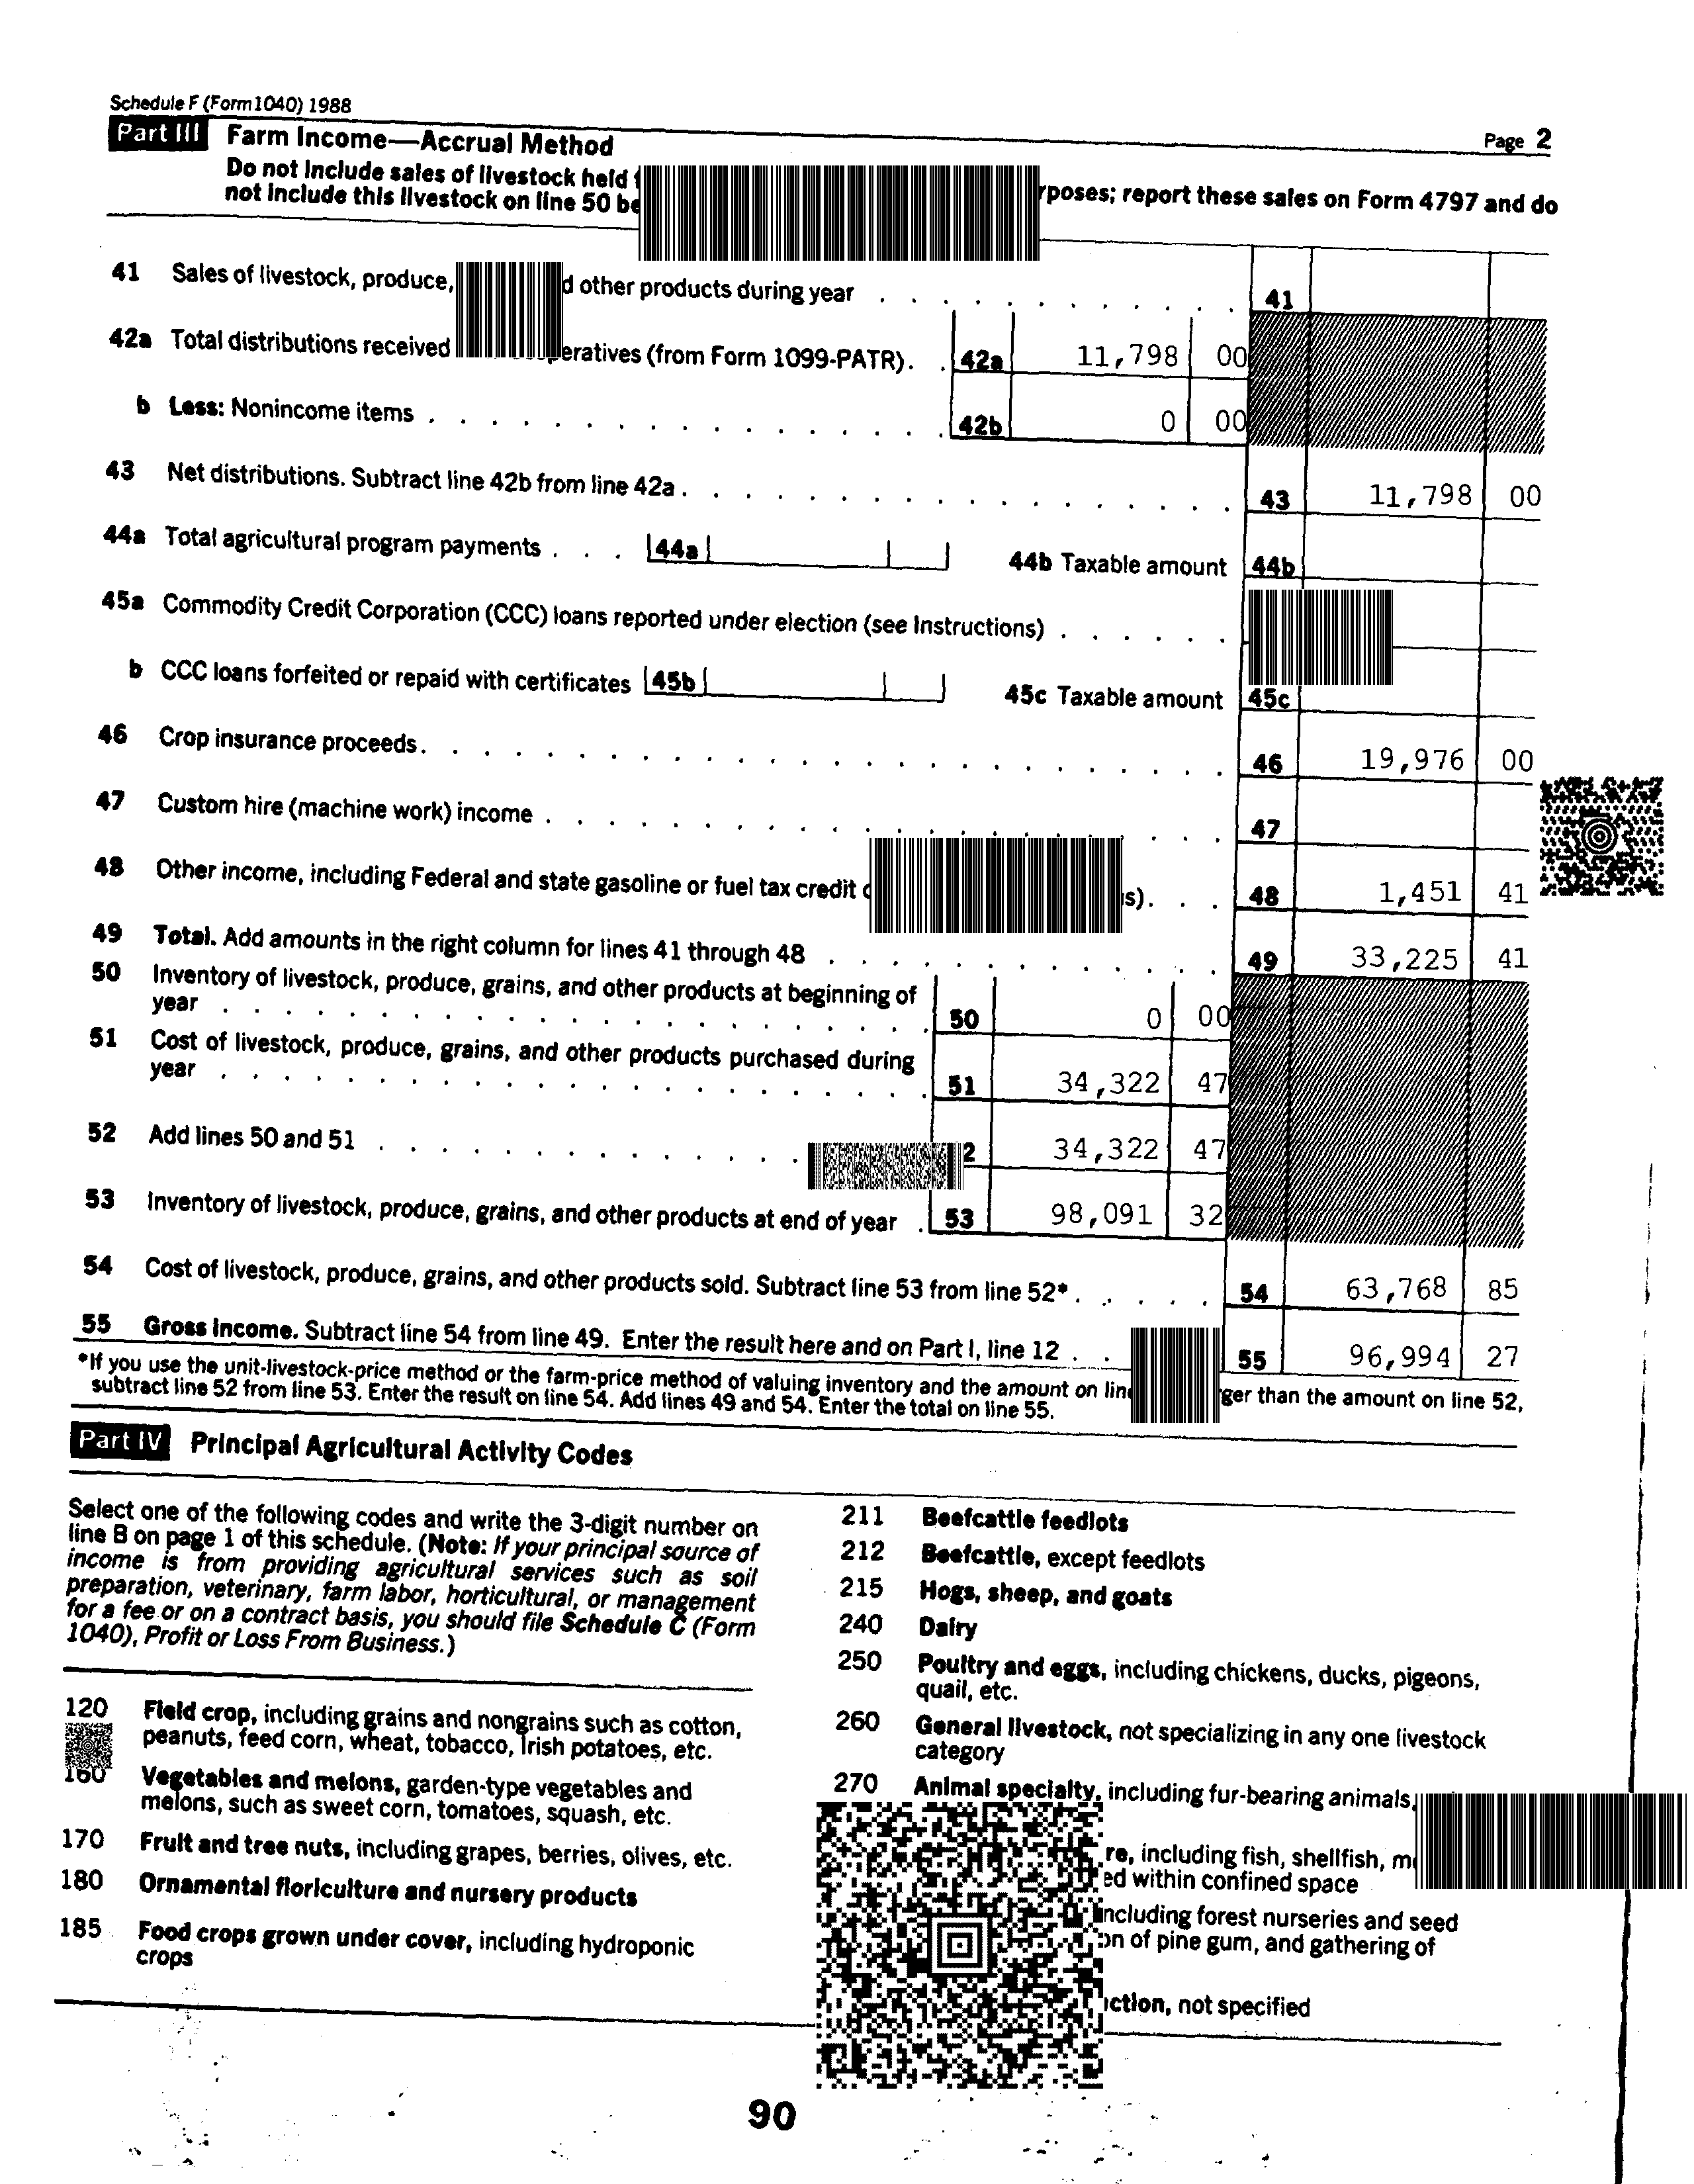 Schedule F (Form 1040) 1988
Page 2
Part III Farm Income—Accrual Method
Do not include sales of livestock held rposes; report these sales on Form 4797 and do
not include this livestock on line 50 be
41 Sales of livestock, produce, d other products during year 41
42a Total distributions received eratives (from Form 1099-PATR). 42a 11,798 00
b Less: Nonincome items 42b 0 00
43 Net distributions. Subtract line 42b from line 42a 43 11,798 00
44a Total agricultural program payments 44a 44b Taxable amount 44b
45a Commodity Credit Corporation (CCC) loans reported under election (see Instructions)
b CCC loans forfeited or repaid with certificates 45b 45c Taxable amount 45c
46 Crop insurance proceeds 46 19,976 00
47 Custom hire (machine work) income 47
48 Other income, including Federal and state gasoline or fuel tax credit s) 48 1,451 41
49 Total. Add amounts in the right column for lines 41 through 48 49 33,225 41
50 Inventory of livestock, produce, grains, and other products at beginning of
year 50 0 00
51 Cost of livestock, produce, grains, and other products purchased during
year 51 34,322 47
52 Add lines 50 and 51 2 34,322 47
53 Inventory of livestock, produce, grains, and other products at end of year 53 98,091 32
54 Cost of livestock, produce, grains, and other products sold. Subtract line 53 from line 52* 54 63,768 85
55 Gross income. Subtract line 54 from line 49. Enter the result here and on Part I, line 12 55 96,994 27
*If you use the unit-livestock-price method or the farm-price method of valuing inventory and the amount on line ger than the amount on line 52,
subtract line 52 from line 53. Enter the result on line 54. Add lines 49 and 54. Enter the total on line 55.
Part IV Principal Agricultural Activity Codes
Select one of the following codes and write the 3-digit number on
line B on page 1 of this schedule. (Note: If your principal source of
income is from providing agricultural services such as soil
preparation, veterinary, farm labor, horticultural, or management
for a fee or on a contract basis, you should file Schedule C (Form
1040), Profit or Loss From Business.)
120 Field crop, including grains and nongrains such as cotton,
peanuts, feed corn, wheat, tobacco, Irish potatoes, etc.
160 Vegetables and melons, garden-type vegetables and
melons, such as sweet corn, tomatoes, squash, etc.
170 Fruit and tree nuts, including grapes, berries, olives, etc.
180 Ornamental floriculture and nursery products
185 Food crops grown under cover, including hydroponic
crops
211 Beefcattle feedlots
212 Beefcattle, except feedlots
215 Hogs, sheep, and goats
240 Dairy
250 Poultry and eggs, including chickens, ducks, pigeons,
quail, etc.
260 General livestock, not specializing in any one livestock
category
270 Animal specialty, including fur-bearing animals,
re, including fish, shellfish, m
ed within confined space
including forest nurseries and seed
on of pine gum, and gathering of
ction, not specified
90